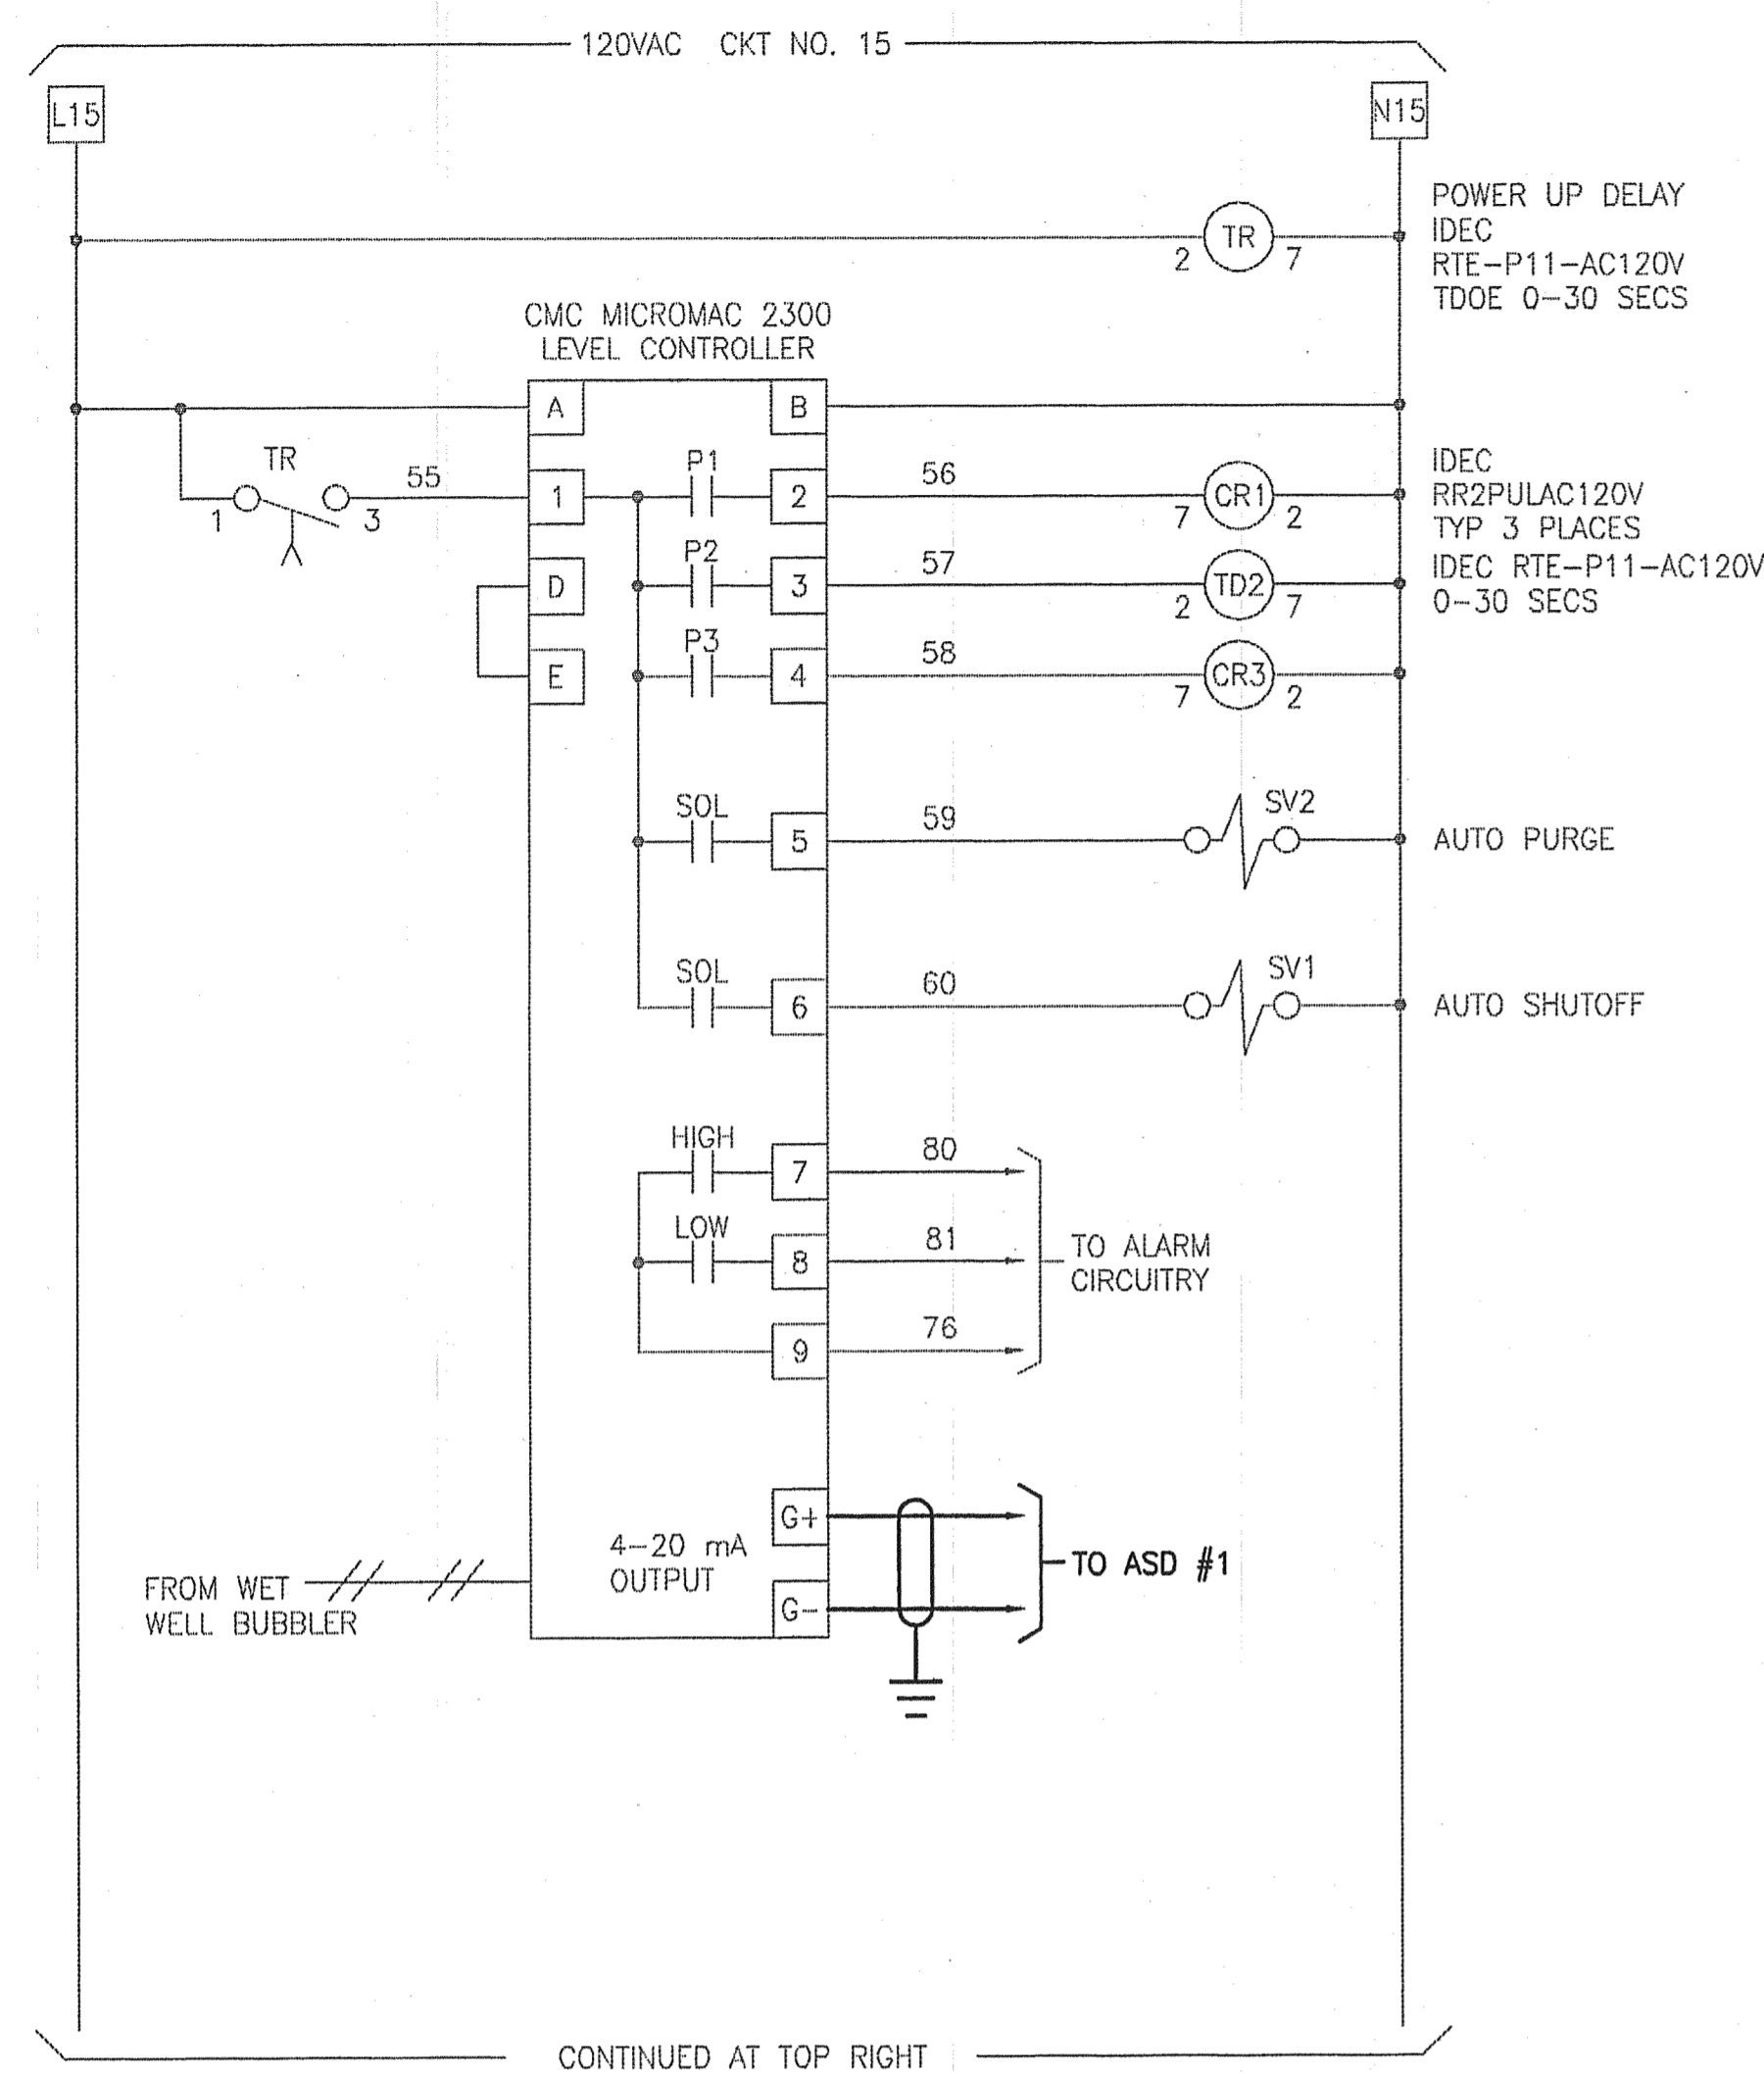 120VAC CKT NO. 15
L15
N15
TR
2
7
POWER UP DELAY
IDEC
RTE-P11-AC120V
TDOE 0-30 SECS
CMC MICROMAC 2300
LEVEL CONTROLLER
A
B
TR
1
3
55
1
P1
2
56
7
CR1
2
IDEC
RR2PULAC120V
TYP 3 PLACES
D
P2
3
57
2
TD2
7
IDEC RTE-P11-AC120V
0-30 SECS
E
P3
4
58
7
CR3
2
SOL
5
59
SV2
AUTO PURGE
SOL
6
60
SV1
AUTO SHUTOFF
HIGH
7
80
LOW
8
81
TO ALARM
CIRCUITRY
9
76
4-20 mA
OUTPUT
G+
G-
TO ASD #1
FROM WET
WELL BUBBLER
CONTINUED AT TOP RIGHT